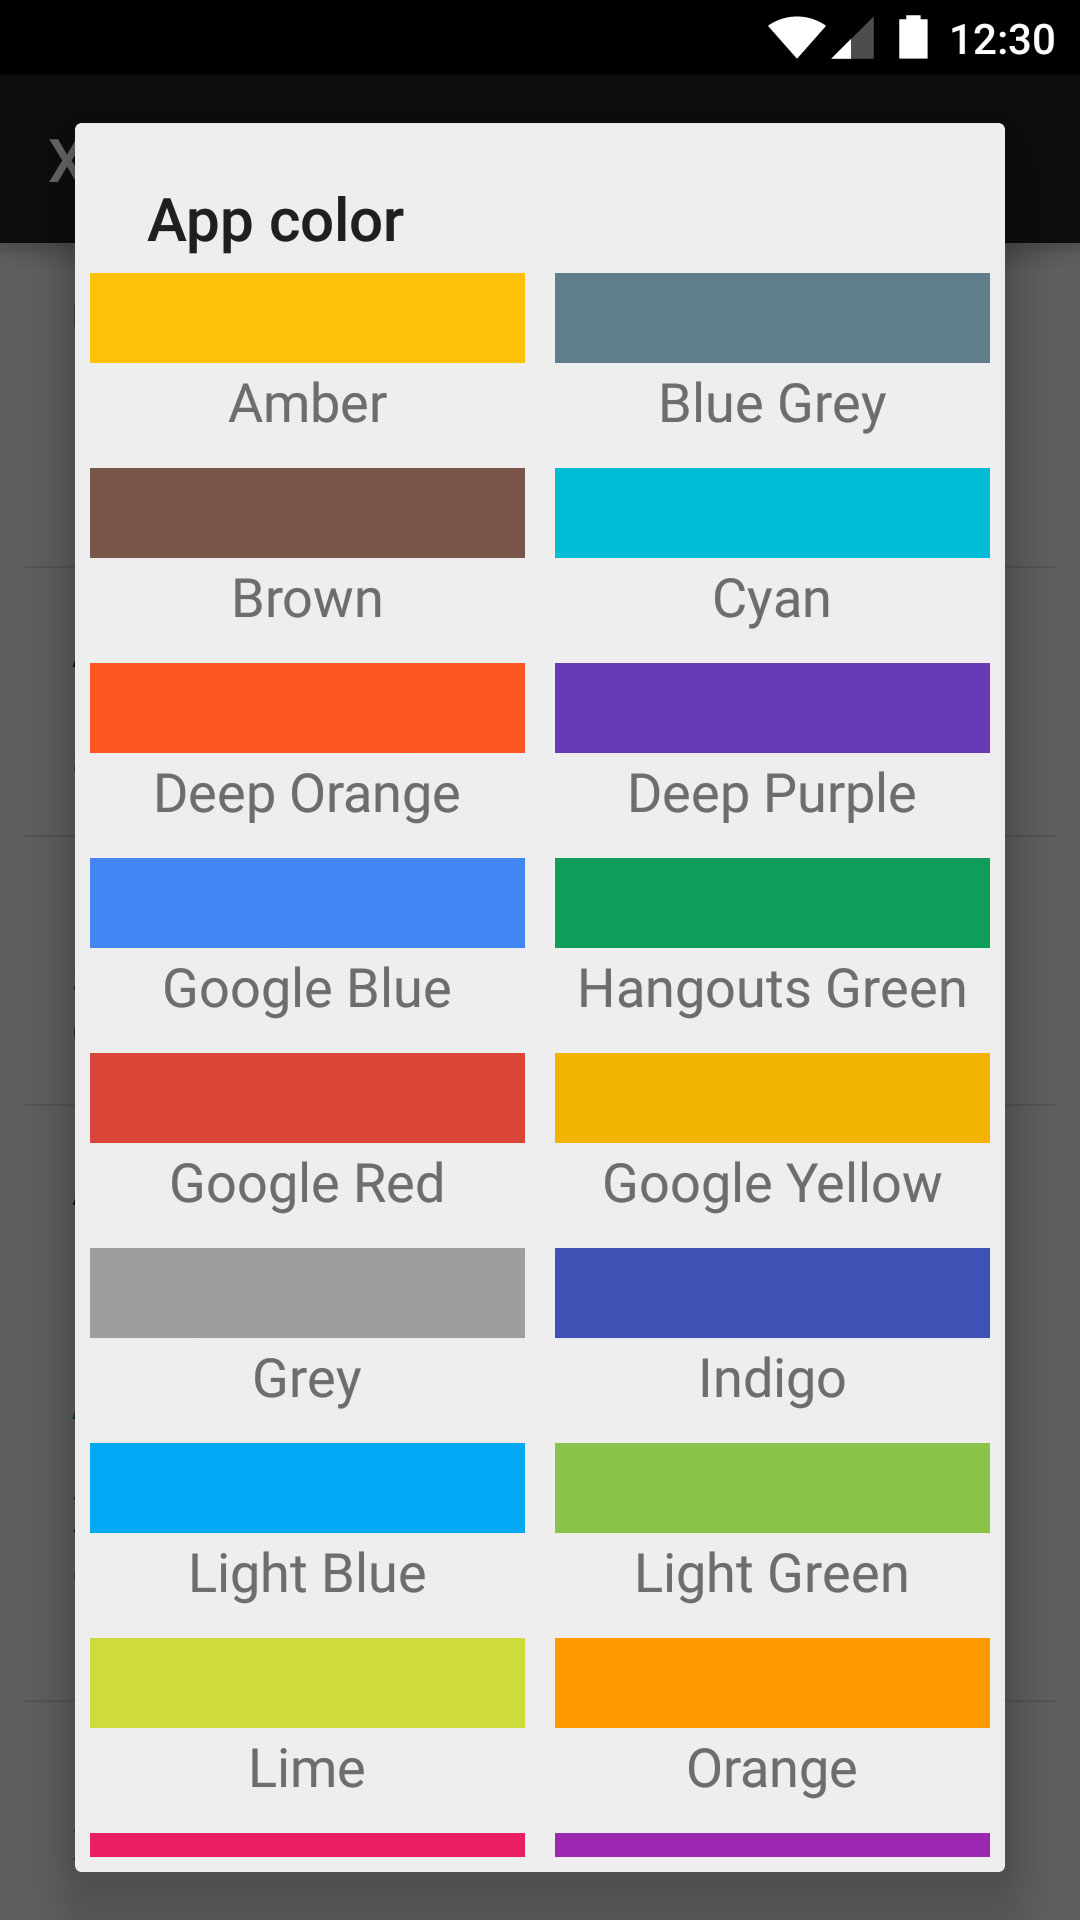 12:30
App color
Amber
Blue Grey
Brown
Cyan
Deep Orange
Deep Purple
Google Blue
Hangouts Green
Google Red
Google Yellow
Grey
Indigo
Light Blue
Light Green
Lime
Orange